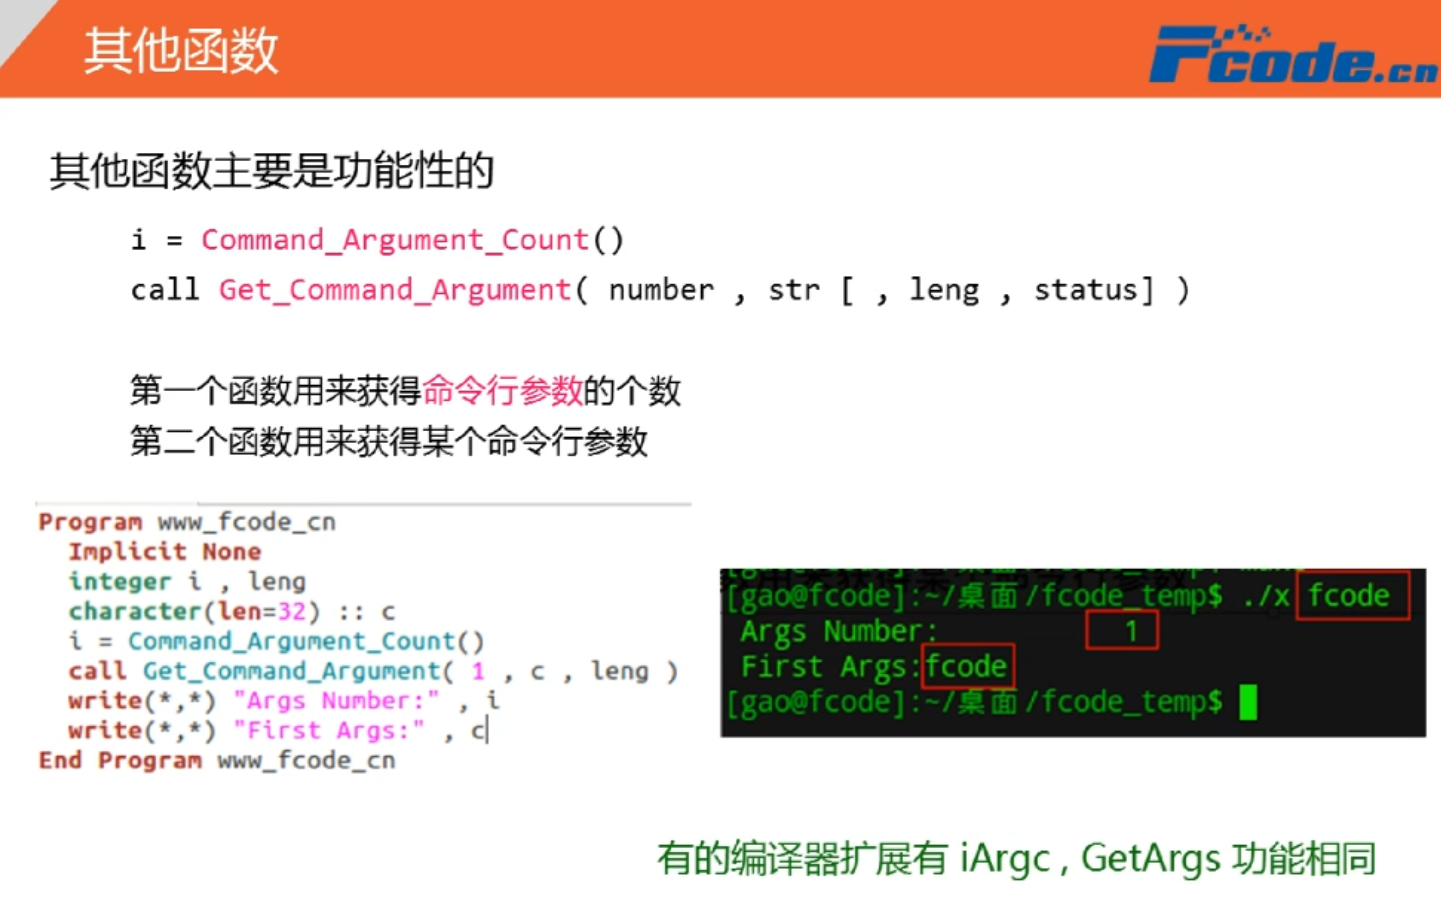 其他函数
Fcode.cn
其他函数主要是功能性的
i = Command_Argument_Count()
call Get_Command_Argument( number , str [ , leng , status] )
第一个函数用来获得命令行参数的个数
第二个函数用来获得某个命令行参数
Program www_fcode_cn
Implicit None
integer i , leng
character(len=32) :: c
i = Command_Argument_Count()
call Get_Command_Argument( 1 , c , leng )
write(*,*) "Args Number:" , i
write(*,*) "First Args:" , c
End Program www_fcode_cn
[gao@fcode]:~/桌面/fcode_temp$ ./x fcode
Args Number: 1
First Args:fcode
[gao@fcode]:~/桌面/fcode_temp$
有的编译器扩展有 iArgc , GetArgs 功能相同